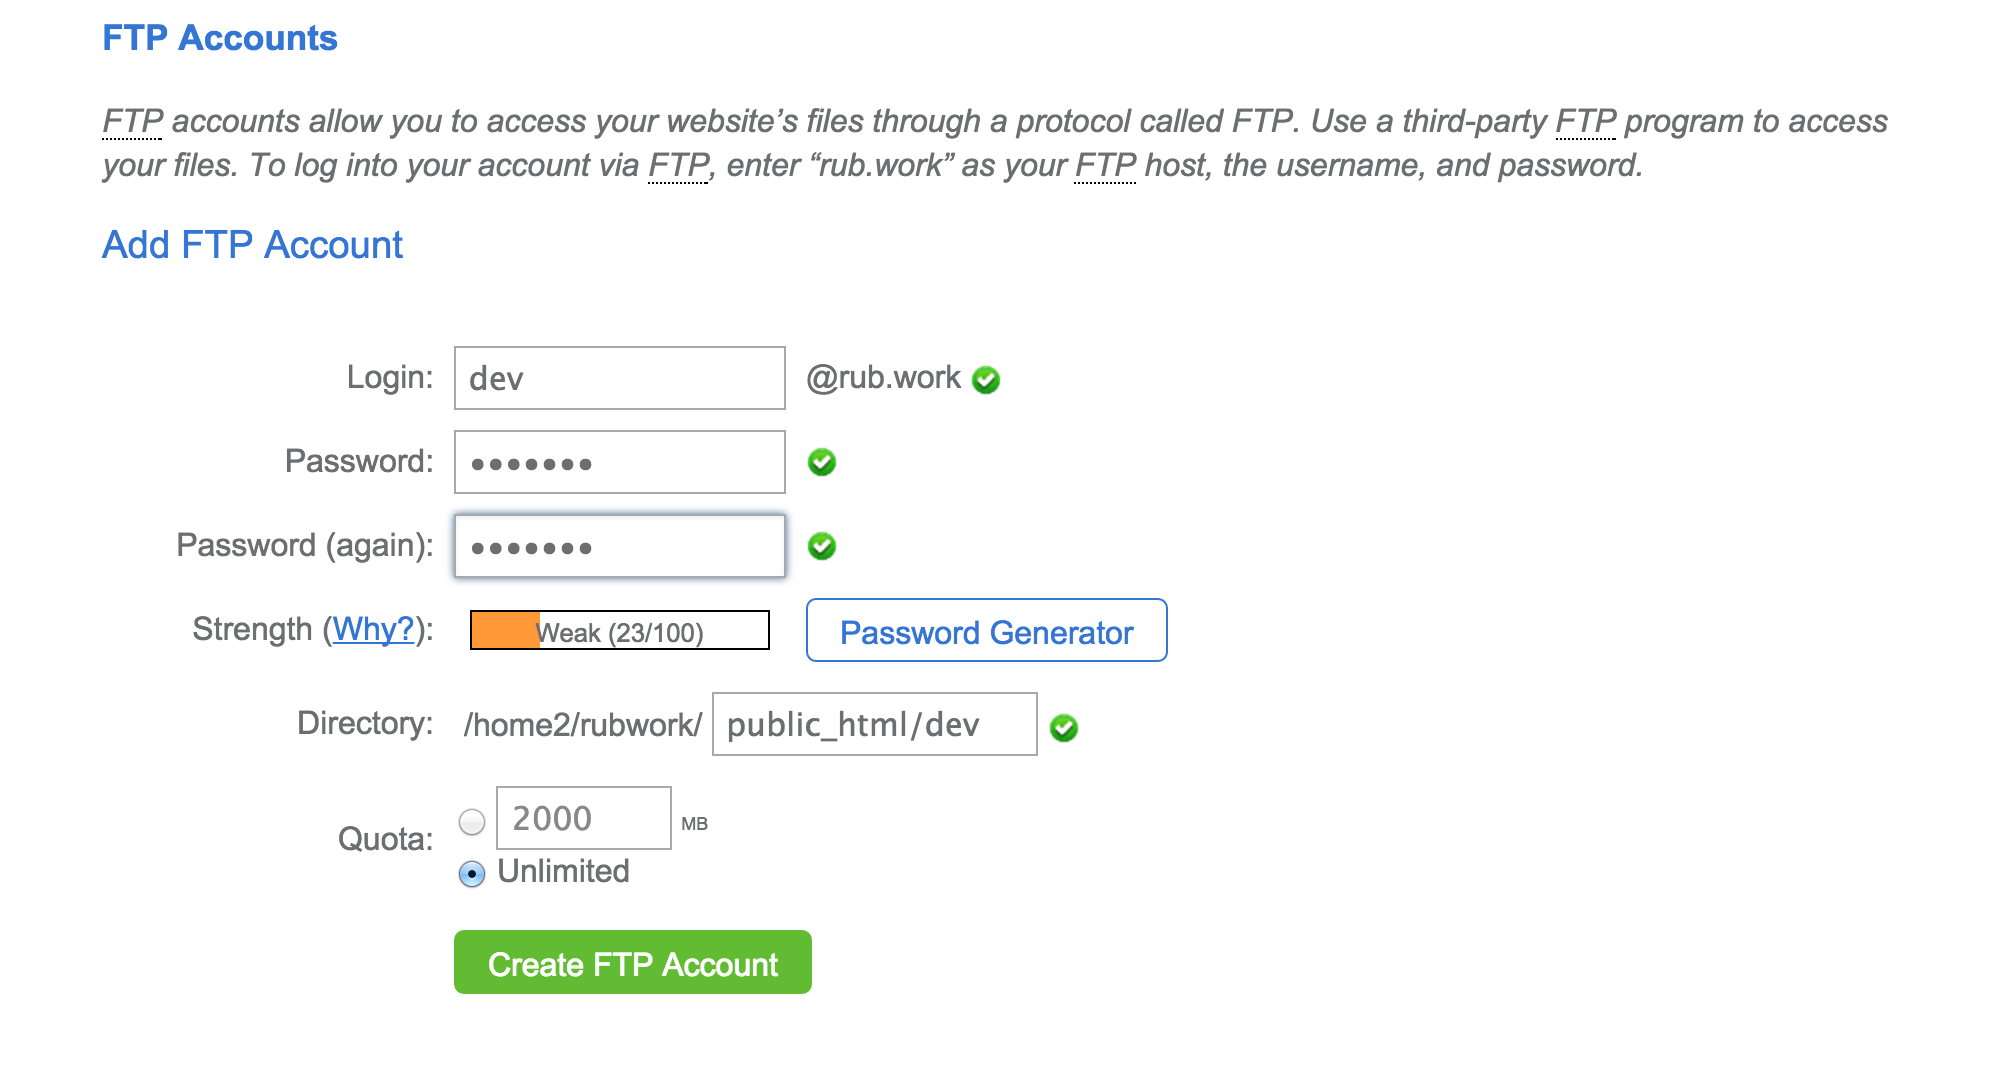 FTP Accounts
FTP accounts allow you to access your website’s files through a protocol called FTP. Use a third-party FTP program to access
your files. To log into your account via FTP, enter “rub.work” as your FTP host, the username, and password.
Add FTP Account
Login: dev @rub.work
Password: •••••••
Password (again): •••••••
Strength (Why?): Weak (23/100) Password Generator
Directory: /home2/rubwork/ public_html/dev
Quota: 2000 MB
Unlimited
Create FTP Account